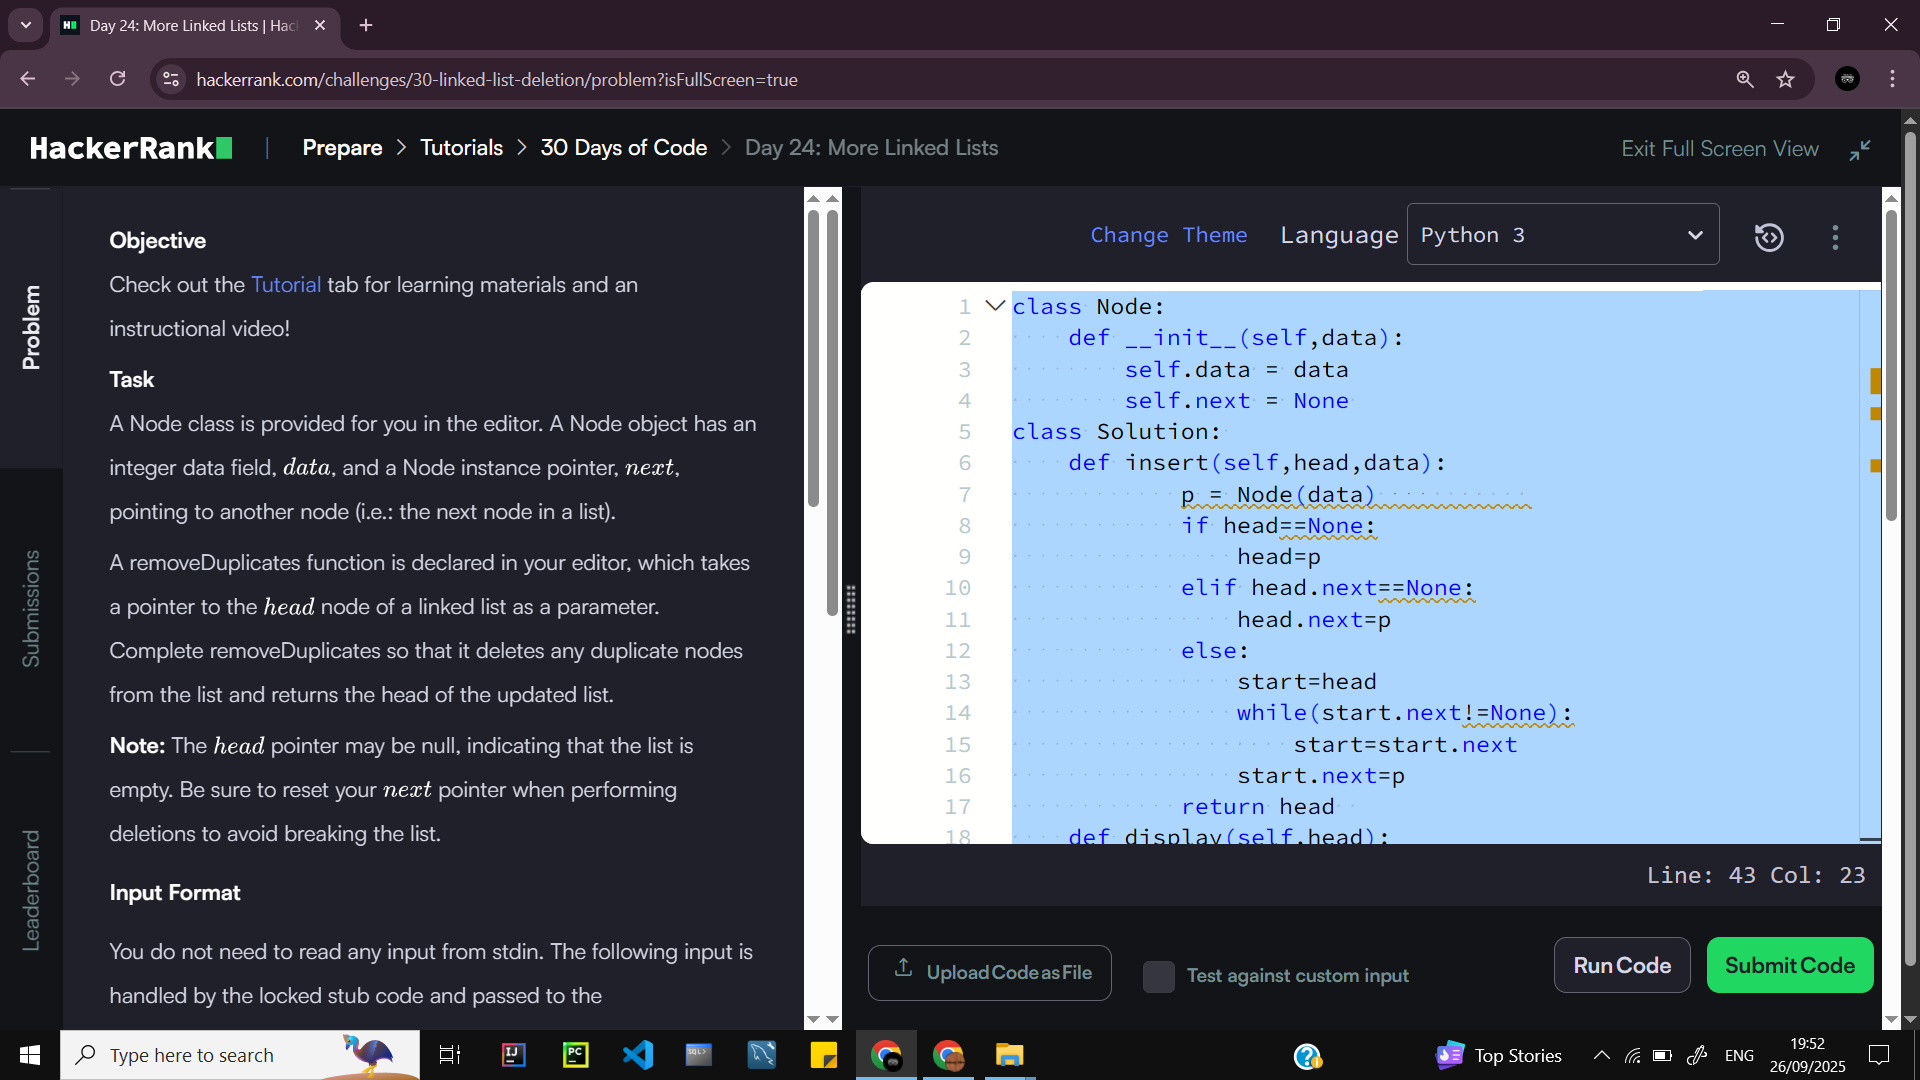 Day 24: More Linked Lists | Hac
hackerrank.com/challenges/30-linked-list-deletion/problem?isFullScreen=true
HackerRank | Prepare > Tutorials > 30 Days of Code > Day 24: More Linked Lists
Exit Full Screen View
Problem
Submissions
Leaderboard
Objective
Check out the Tutorial tab for learning materials and an
instructional video!
Task
A Node class is provided for you in the editor. A Node object has an
integer data field, data, and a Node instance pointer, next,
pointing to another node (i.e.: the next node in a list).
A removeDuplicates function is declared in your editor, which takes
a pointer to the head node of a linked list as a parameter.
Complete removeDuplicates so that it deletes any duplicate nodes
from the list and returns the head of the updated list.
Note: The head pointer may be null, indicating that the list is
empty. Be sure to reset your next pointer when performing
deletions to avoid breaking the list.
Input Format
You do not need to read any input from stdin. The following input is
handled by the locked stub code and passed to the
Change Theme Language Python 3
1 class Node:
2     def __init__(self,data):
3         self.data = data
4         self.next = None
5 class Solution:
6     def insert(self,head,data):
7             p = Node(data)
8             if head==None:
9                 head=p
10             elif head.next==None:
11                 head.next=p
12             else:
13                 start=head
14                 while(start.next!=None):
15                     start=start.next
16                 start.next=p
17             return head
18     def display(self,head):
Line: 43 Col: 23
Upload Code as File
Test against custom input
Run Code
Submit Code
Type here to search
IJ
PC
SQL>
Top Stories
ENG
19:52
26/09/2025